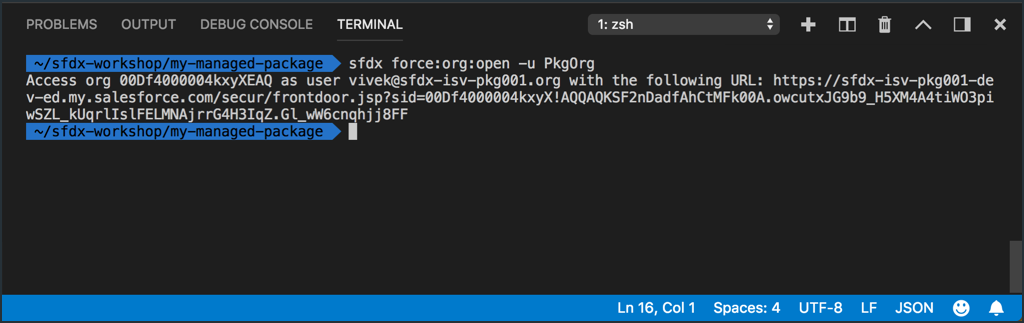 PROBLEMS OUTPUT DEBUG CONSOLE TERMINAL 1: zsh
~/sfdx-workshop/my-managed-package sfdx force:org:open -u PkgOrg
Access org 00Df4000004kxyXEAQ as user vivek@sfdx-isv-pkg001.org with the following URL: https://sfdx-isv-pkg001-de
v-ed.my.salesforce.com/secur/frontdoor.jsp?sid=00Df4000004kxyX!AQQAQKSF2nDadfAhCtMFk00A.owcutxJG9b9_H5XM4A4tiWO3pi
wSZL_kUqrlIslFELMNAjrrG4H3IqZ.Gl_wW6cnqhjj8FF
~/sfdx-workshop/my-managed-package
Ln 16, Col 1 Spaces: 4 UTF-8 LF JSON